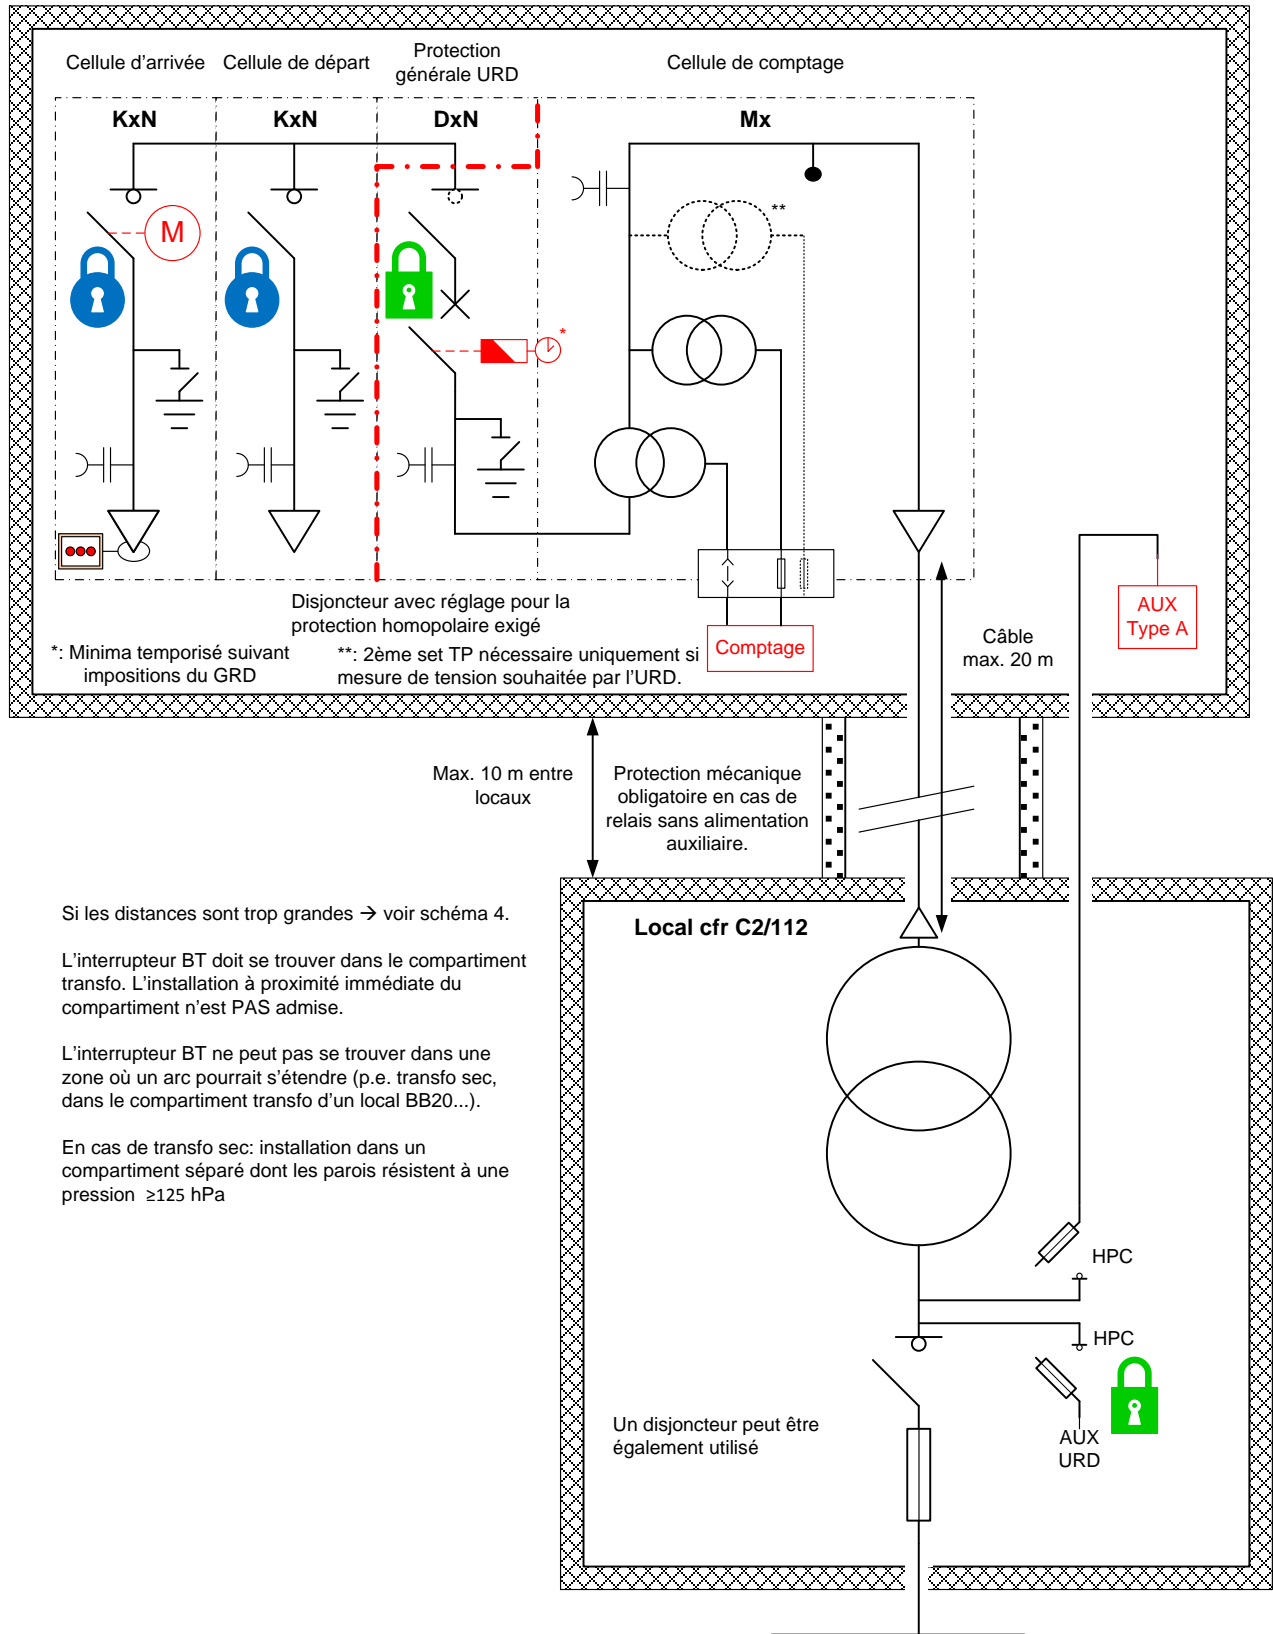 Cellule d'arrivée
Cellule de départ
Protection
générale URD
Cellule de comptage
KxN
KxN
DxN
Mx
M
**
*
Disjoncteur avec réglage pour la
protection homopolaire exigé
*: Minima temporisé suivant
impositions du GRD
**: 2ème set TP nécessaire uniquement si
mesure de tension souhaitée par l'URD.
Comptage
Câble
max. 20 m
AUX
Type A
Max. 10 m entre
locaux
Protection mécanique
obligatoire en cas de
relais sans alimentation
auxiliaire.
Si les distances sont trop grandes → voir schéma 4.
L'interrupteur BT doit se trouver dans le compartiment
transfo. L'installation à proximité immédiate du
compartiment n'est PAS admise.
L'interrupteur BT ne peut pas se trouver dans une
zone où un arc pourrait s'étendre (p.e. transfo sec,
dans le compartiment transfo d'un local BB20...).
En cas de transfo sec: installation dans un
compartiment séparé dont les parois résistent à une
pression ≥125 hPa
Local cfr C2/112
HPC
HPC
AUX
URD
Un disjoncteur peut être
également utilisé